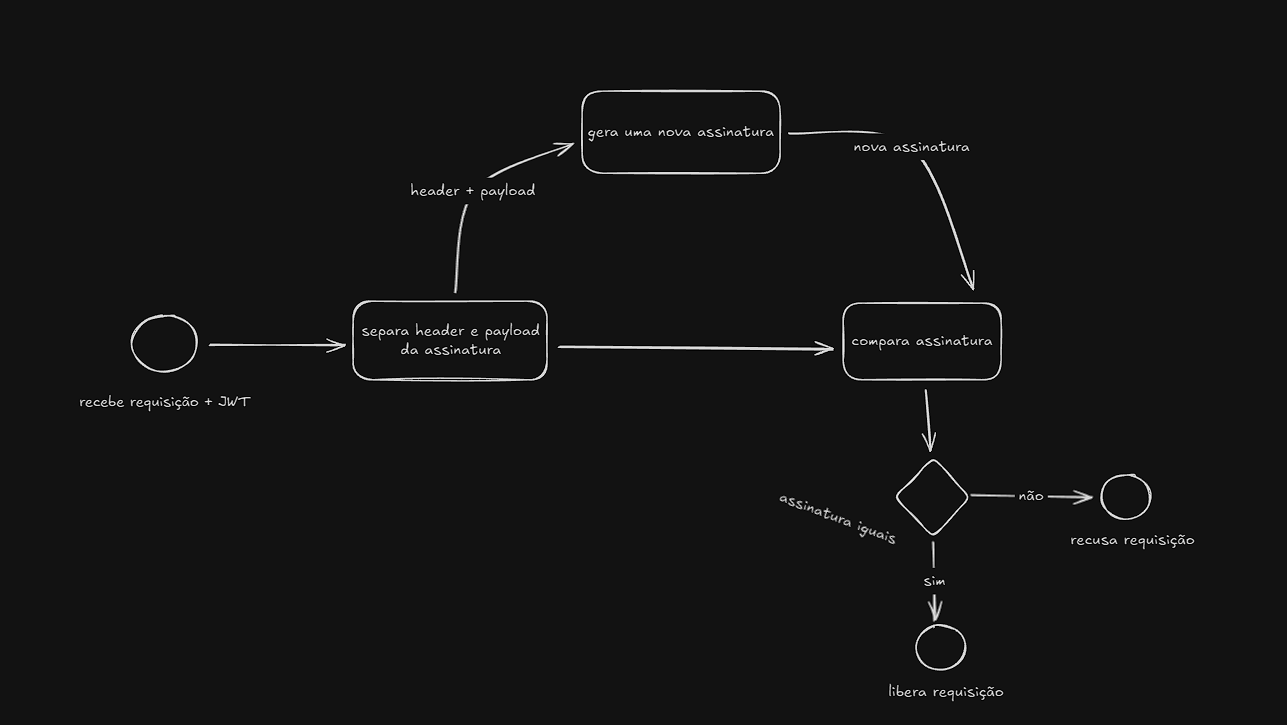 gera uma nova assinatura
nova assinatura
header + payload
separa header e payload
da assinatura
compara assinatura
recebe requisição + JWT
assinatura iguais
não
recusa requisição
sim
libera requisição